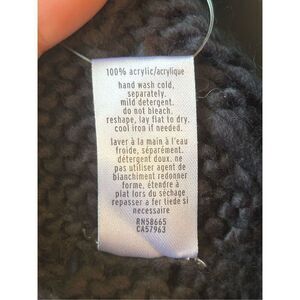 100% acrylic/acrylique
hand wash cold,
separately.
mild detergent.
do not bleach.
reshape, lay flat to dry.
cool iron if needed.
laver à la main à l'eau
froide, séparément.
détergent doux. ne
pas utiliser agent de
blanchiment redonner
forme, étendre à
plat lors du séchage
repasser a fer tiede si
necessaire
RN58665
CA57963